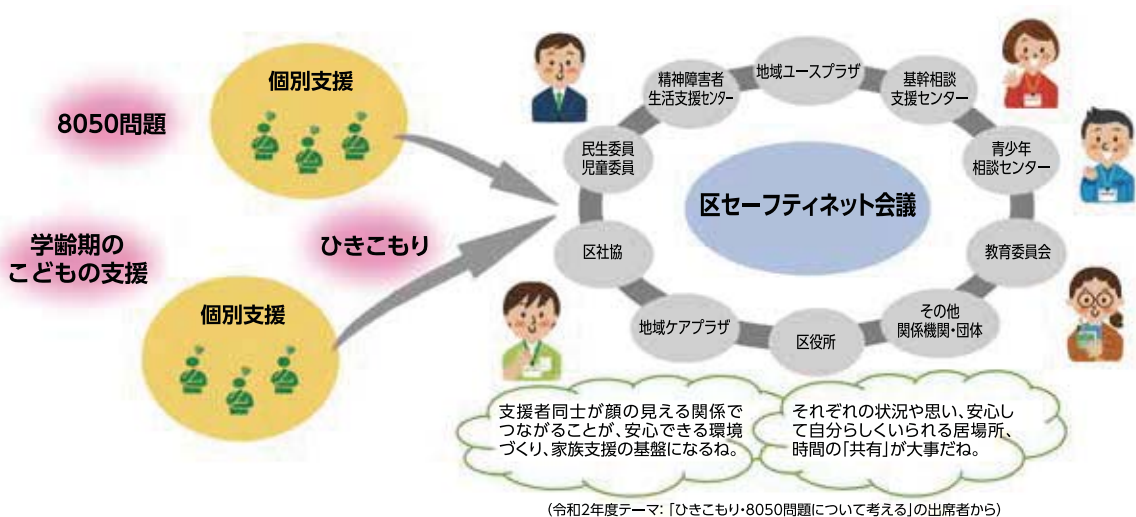 8050問題
個別支援
学齢期の
こどもの支援
ひきこもり
個別支援
精神障害者
生活支援センター
地域ユースプラザ
基幹相談
支援センター
民生委員
児童委員
青少年
相談センター
区セーフティネット会議
区社協
教育委員会
地域ケアプラザ
区役所
その他
関係機関・団体
支援者同士が顔の見える関係で
つながることが、安心できる環境
づくり、家族支援の基盤になるね。
それぞれの状況や思い、安心し
て自分らしくいられる居場所、
時間の「共有」が大事だね。
(令和2年度テーマ:「ひきこもり・8050問題について考える」の出席者から)